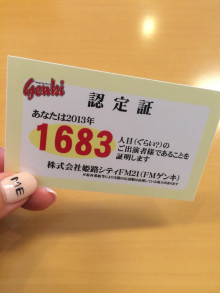 Genki
認定証
あなたは2013年
1683
人目(ぐらい?)の
ご出演者様であることを
証明します
株式会社姫路シティFM21(FMゲンキ)
ME